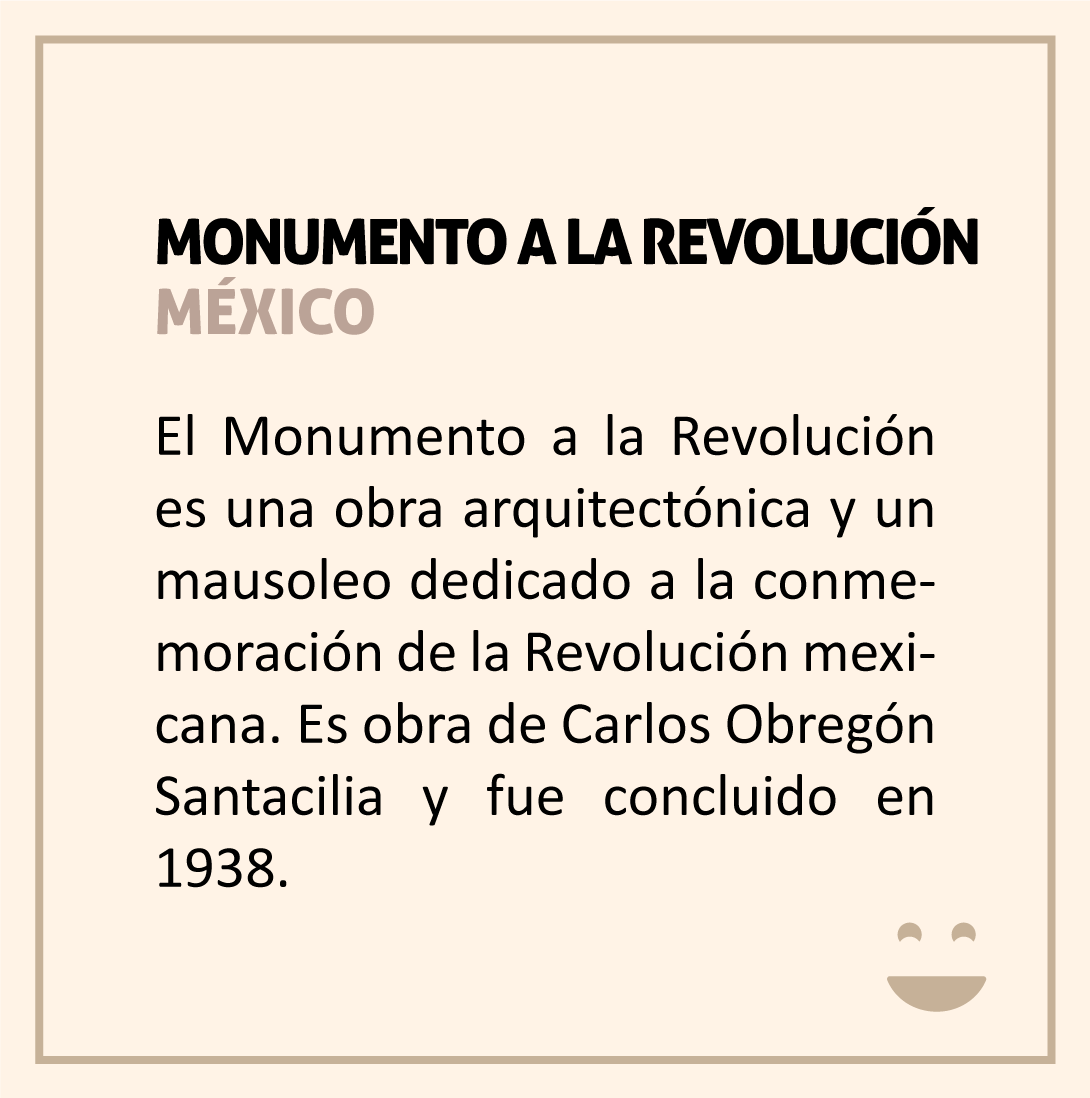 MONUMENTO A LA REVOLUCIÓN
MÉXICO
El Monumento a la Revolución
es una obra arquitectónica y un
mausoleo dedicado a la conme-
moración de la Revolución mexi-
cana. Es obra de Carlos Obregón
Santacilia y fue concluido en
1938.